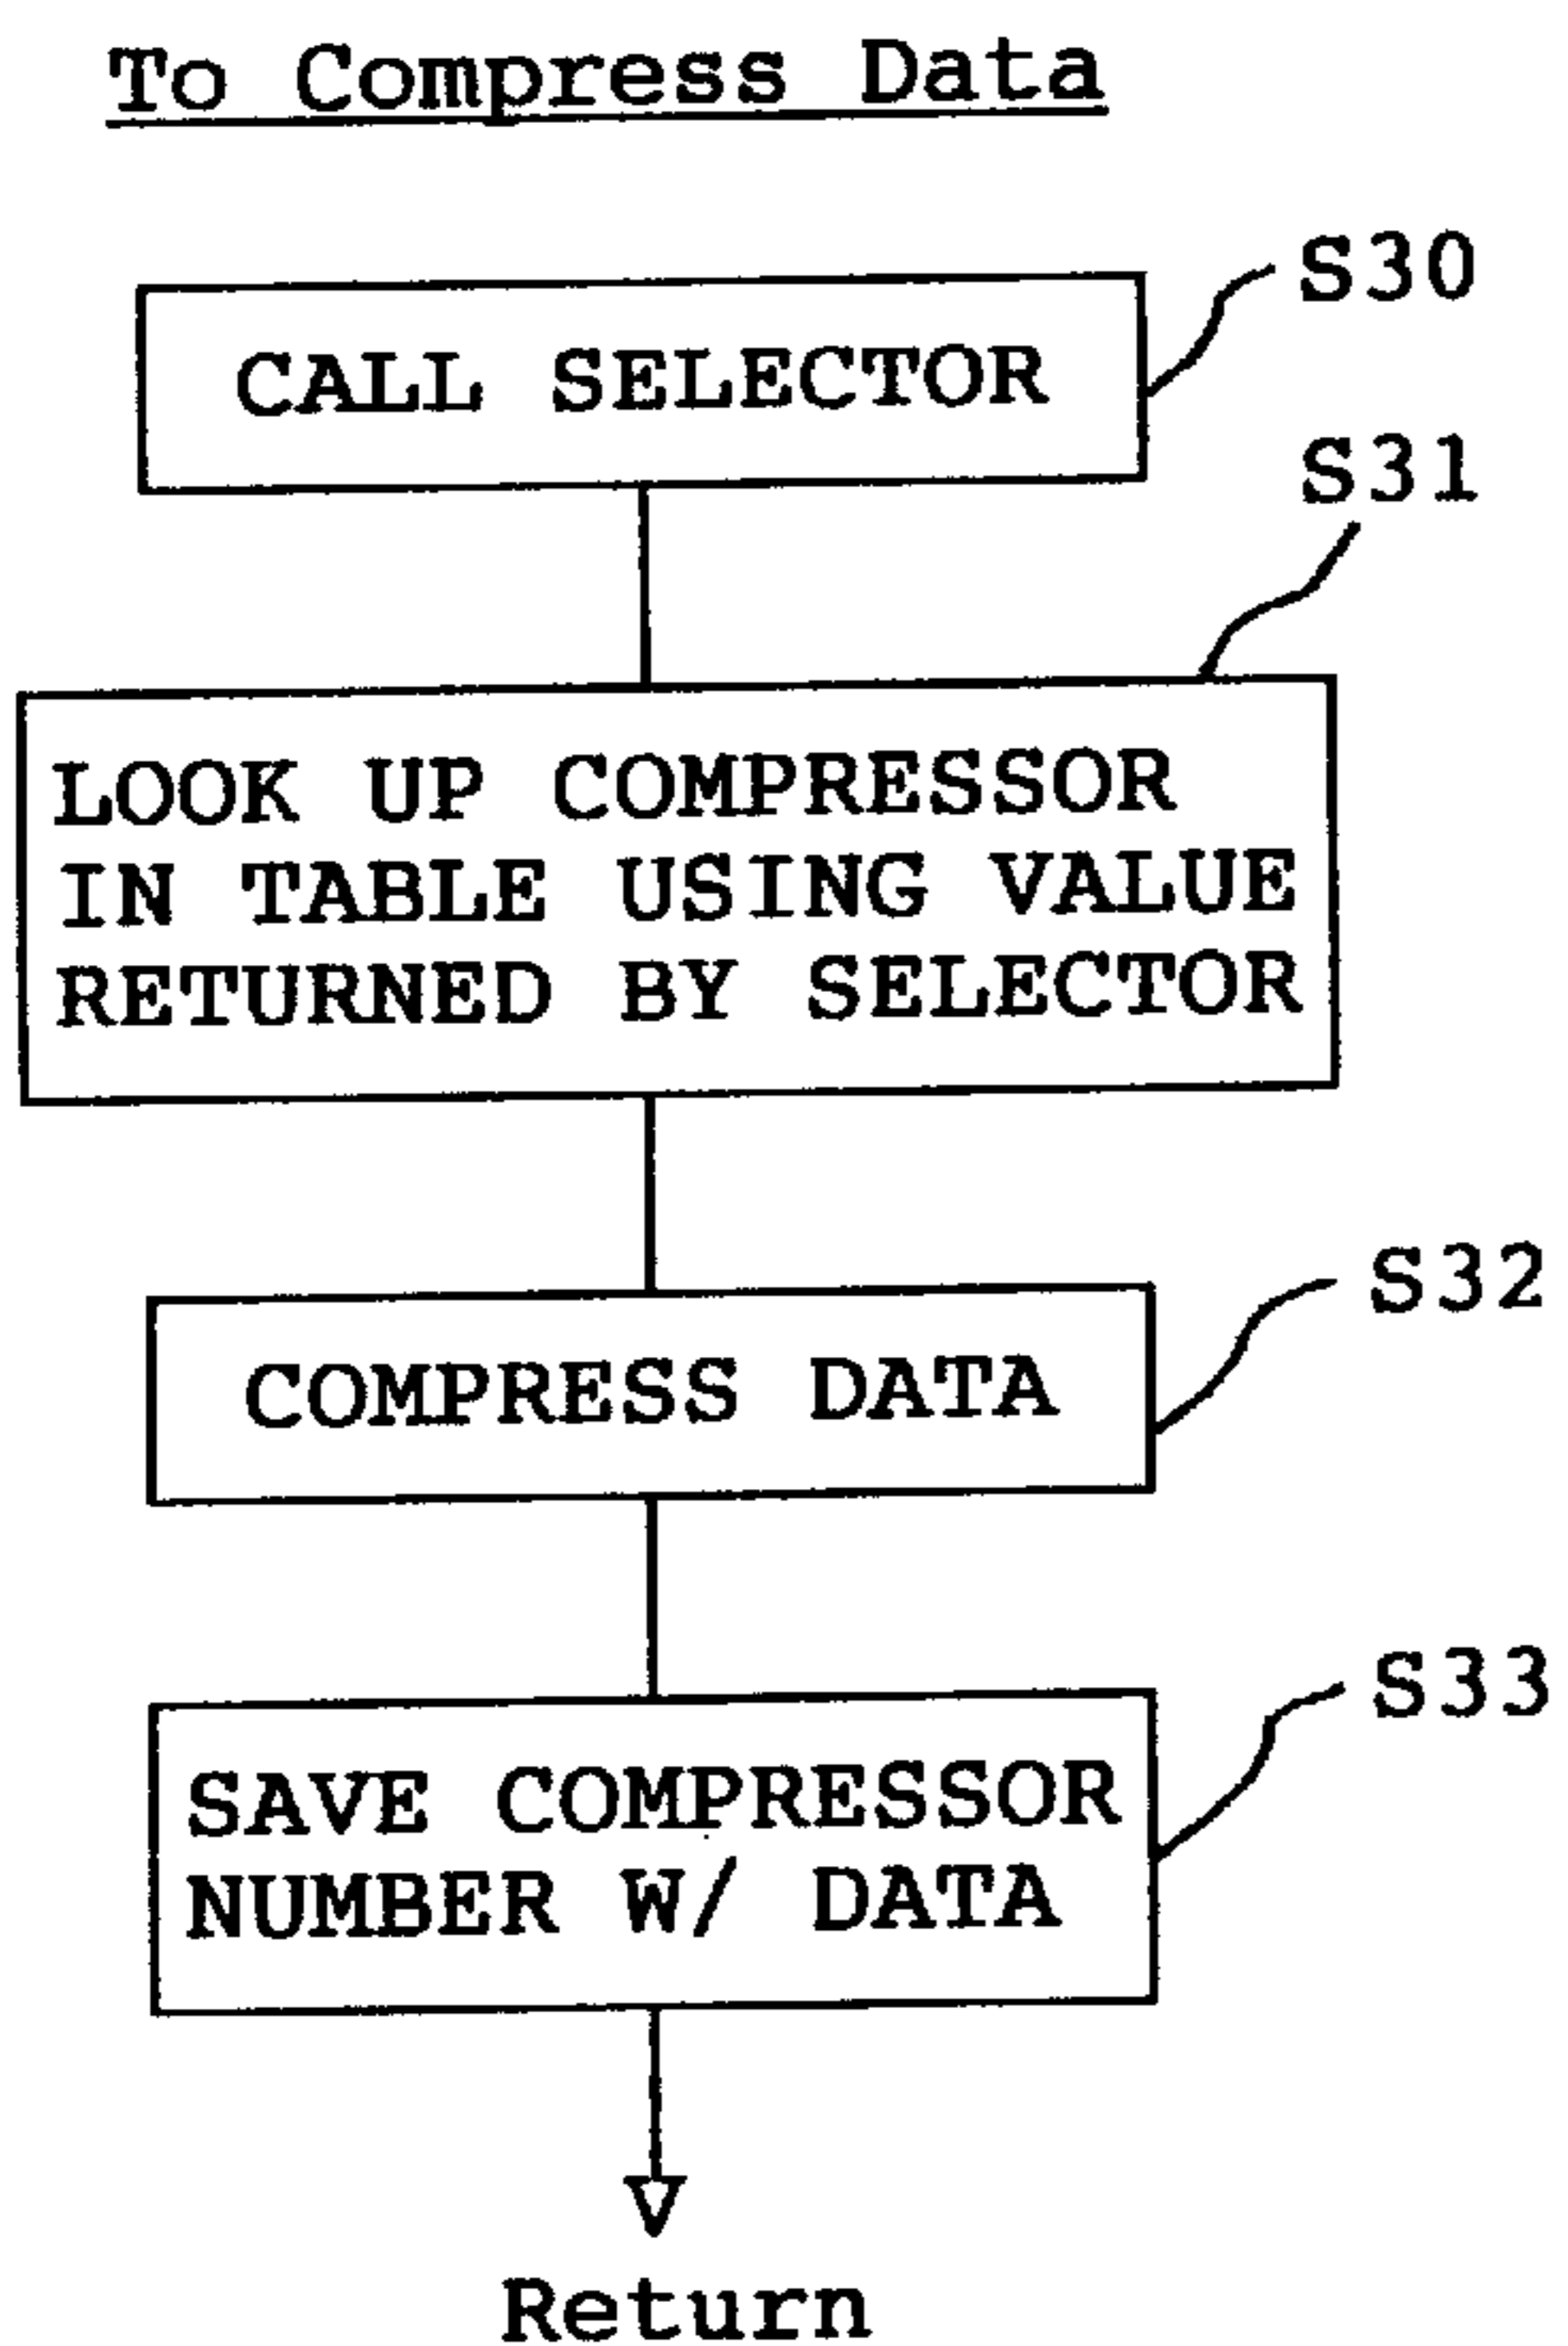 To Compress Data
S30
CALL SELECTOR
S31
LOOK UP COMPRESSOR
IN TABLE USING VALUE
RETURNED BY SELECTOR
S32
COMPRESS DATA
S33
SAVE COMPRESSOR
NUMBER W/ DATA
Return